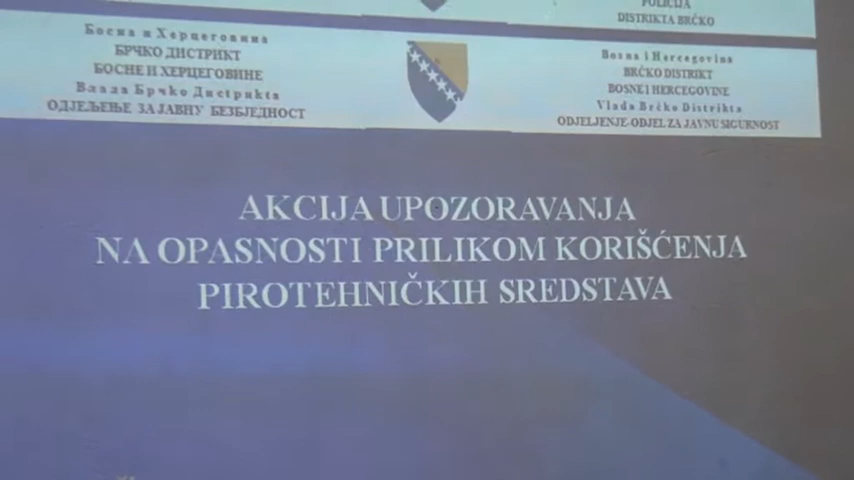 POLICIJA
DISTRIKTA BRČKO
Босна и Херцеговина
БРЧКО ДИСТРИКТ
БОСНЕ И ХЕРЦЕГОВИНЕ
Влада Брчко Дистрикта
ОДЈЕЉЕЊЕ ЗА ЈАВНУ БЕЗБЈЕДНОСТ
Bosna i Hercegovina
BRČKO DISTRIKT
BOSNE I HERCEGOVINE
Vlada Brčko Distrikta
ODJELJENJE-ODJEL ZA JAVNU SIGURNOST
AKCIJA UPOZORAVANJA
NA OPASNOSTI PRILIKOM KORIŠĆENJA
PIROTEHNIČKIH SREDSTAVA